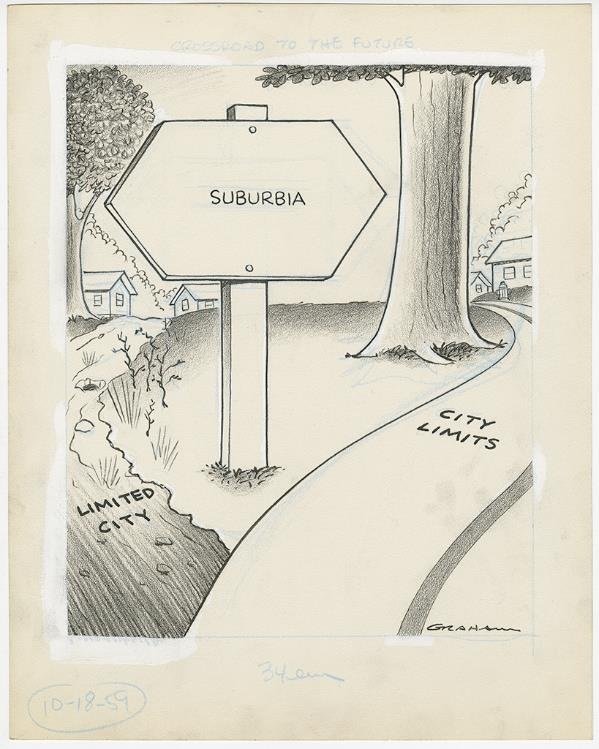 CROSSROAD TO THE FUTURE
SUBURBIA
CITY
LIMITS
LIMITED
CITY
GRAHAM
34em
10-18-59